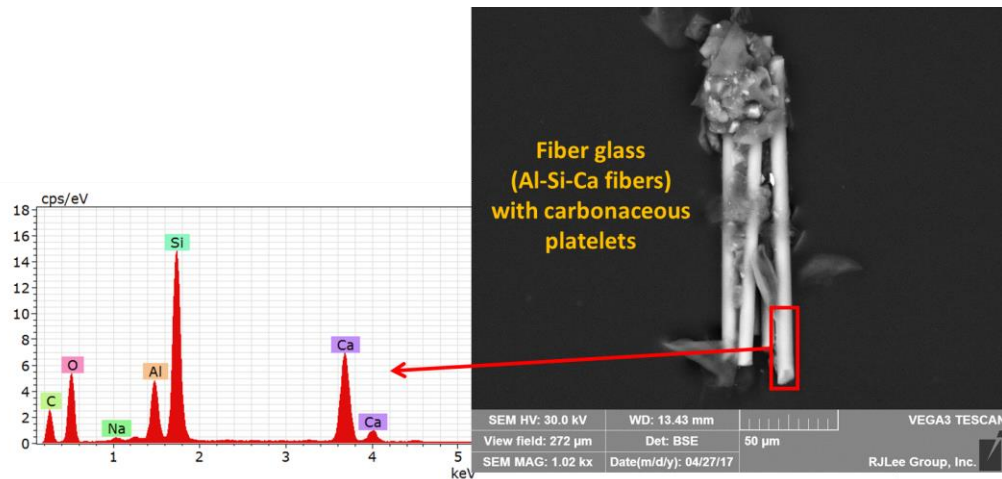 Fiber glass
(Al-Si-Ca fibers)
with carbonaceous
platelets
cps/eV
18
16
14
12
10
8
6
4
2
0
Si
Ca
O
Al
C
Na
Ca
1 2 3 4 5
keV
SEM HV: 30.0 kV WD: 13.43 mm VEGA3 TESCAN
View field: 272 µm Det: BSE 50 µm
SEM MAG: 1.02 kx Date(m/d/y): 04/27/17 RJLee Group, Inc.